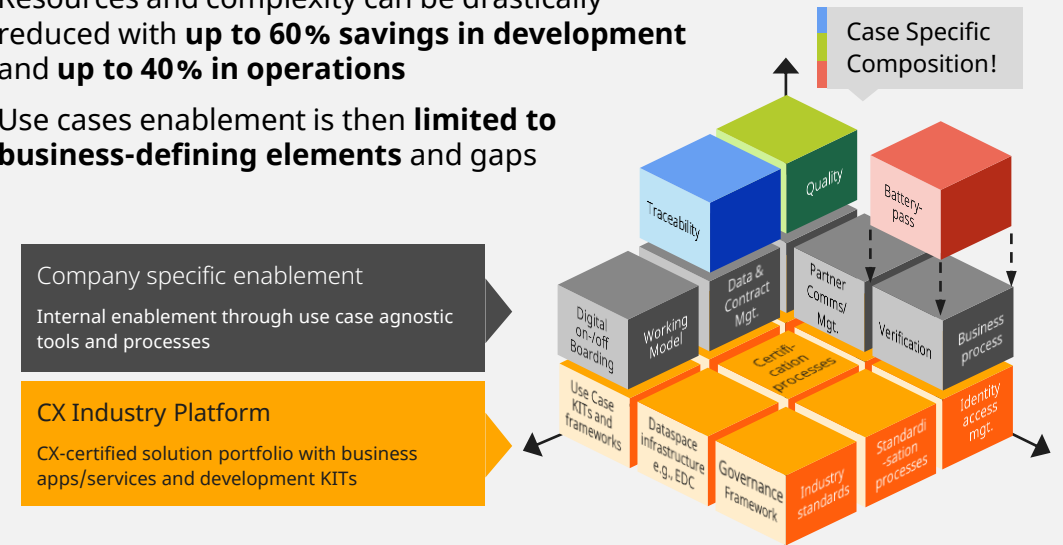 Resources and complexity can be drastically
reduced with up to 60% savings in development
and up to 40% in operations
Use cases enablement is then limited to
business-defining elements and gaps
Case Specific
Composition!
Company specific enablement
Internal enablement through use case agnostic
tools and processes
CX Industry Platform
CX-certified solution portfolio with business
apps/services and development KITs
Traceability
Quality
Battery-
pass
Digital
on-/off
Boarding
Working
Model
Data &
Contract
Mgt.
Partner
Comms/
Mgt.
Verification
Business
process
Use Case
KITs and
frameworks
Dataspace
infrastructure
e.g., EDC
Governance
Framework
Industry
standards
Standardi
-sation
processes
Identity
access
mgt.
Certifi-
cation
processes